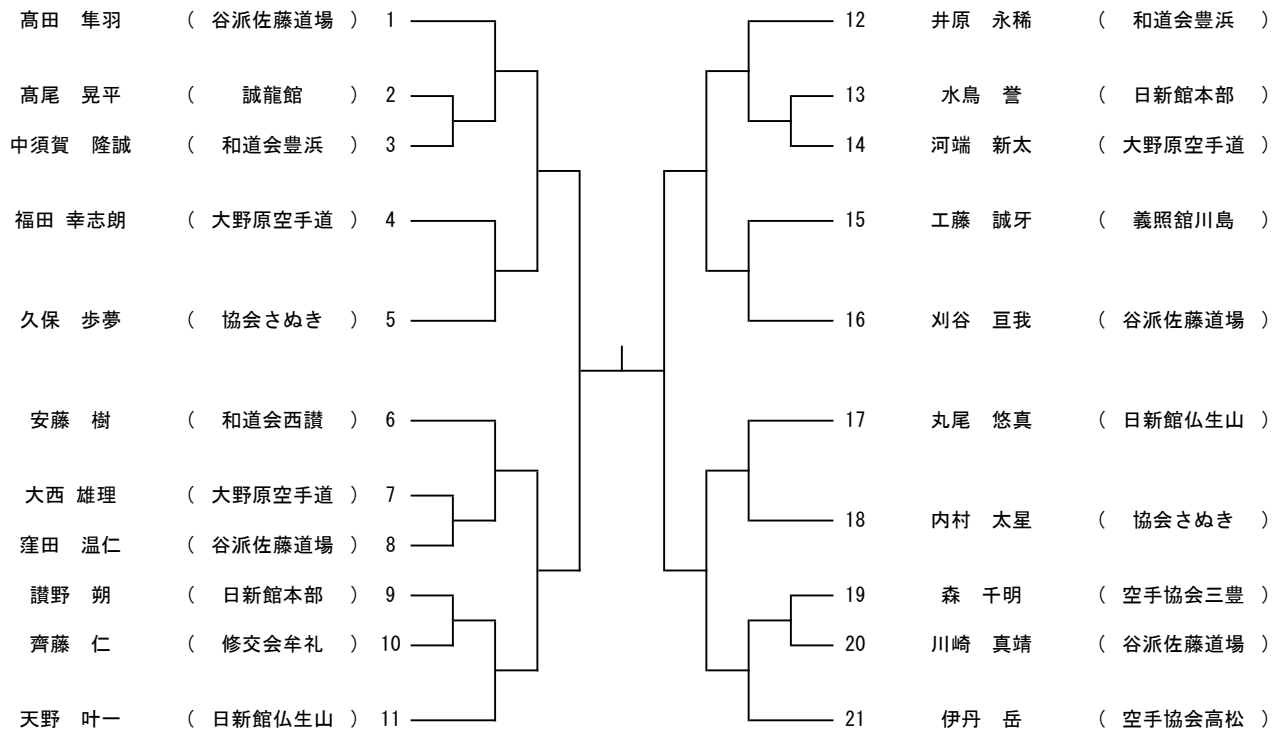 髙田　隼羽 （ 谷派佐藤道場 ） 1
髙尾　晃平 （ 誠龍館 ） 2
中須賀　隆誠 （ 和道会豊浜 ） 3
福田 幸志朗 （ 大野原空手道 ） 4
久保　歩夢 （ 協会さぬき ） 5
安藤　樹 （ 和道会西讃 ） 6
大西 雄理 （ 大野原空手道 ） 7
窪田　温仁 （ 谷派佐藤道場 ） 8
讃野　朔 （ 日新館本部 ） 9
齊藤　仁 （ 修交会牟礼 ） 10
天野　叶一 （ 日新館仏生山 ） 11
12 井原　永稀 （ 和道会豊浜 ）
13 水鳥　誉 （ 日新館本部 ）
14 河端　新太 （ 大野原空手道 ）
15 工藤　誠牙 （ 義照舘川島 ）
16 刈谷　亘我 （ 谷派佐藤道場 ）
17 丸尾　悠真 （ 日新館仏生山 ）
18 内村　太星 （ 協会さぬき ）
19 森　千明 （ 空手協会三豊 ）
20 川崎　真靖 （ 谷派佐藤道場 ）
21 伊丹　岳 （ 空手協会高松 ）